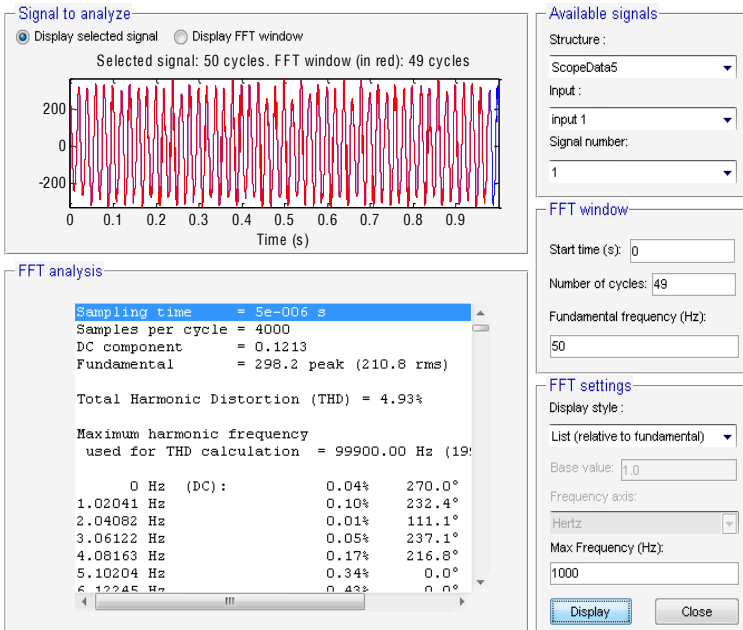 Signal to analyze
Display selected signal Display FFT window
Selected signal: 50 cycles. FFT window (in red): 49 cycles
200
0
-200
0 0.1 0.2 0.3 0.4 0.5 0.6 0.7 0.8 0.9
Time (s)
FFT analysis
Sampling time = 5e-006 s
Samples per cycle = 4000
DC component = 0.1213
Fundamental = 298.2 peak (210.8 rms)
Total Harmonic Distortion (THD) = 4.93%
Maximum harmonic frequency
used for THD calculation = 99900.00 Hz (199
0 Hz (DC): 0.04% 270.0°
1.02041 Hz 0.10% 232.4°
2.04082 Hz 0.01% 111.1°
3.06122 Hz 0.05% 237.1°
4.08163 Hz 0.17% 216.8°
5.10204 Hz 0.34% 0.0°
6.12245 Hz 0.43% 0.0°
Available signals
Structure :
ScopeData5
Input :
input 1
Signal number:
1
FFT window
Start time (s): 0
Number of cycles: 49
Fundamental frequency (Hz):
50
FFT settings
Display style :
List (relative to fundamental)
Base value: 1.0
Frequency axis:
Hertz
Max Frequency (Hz):
1000
Display Close